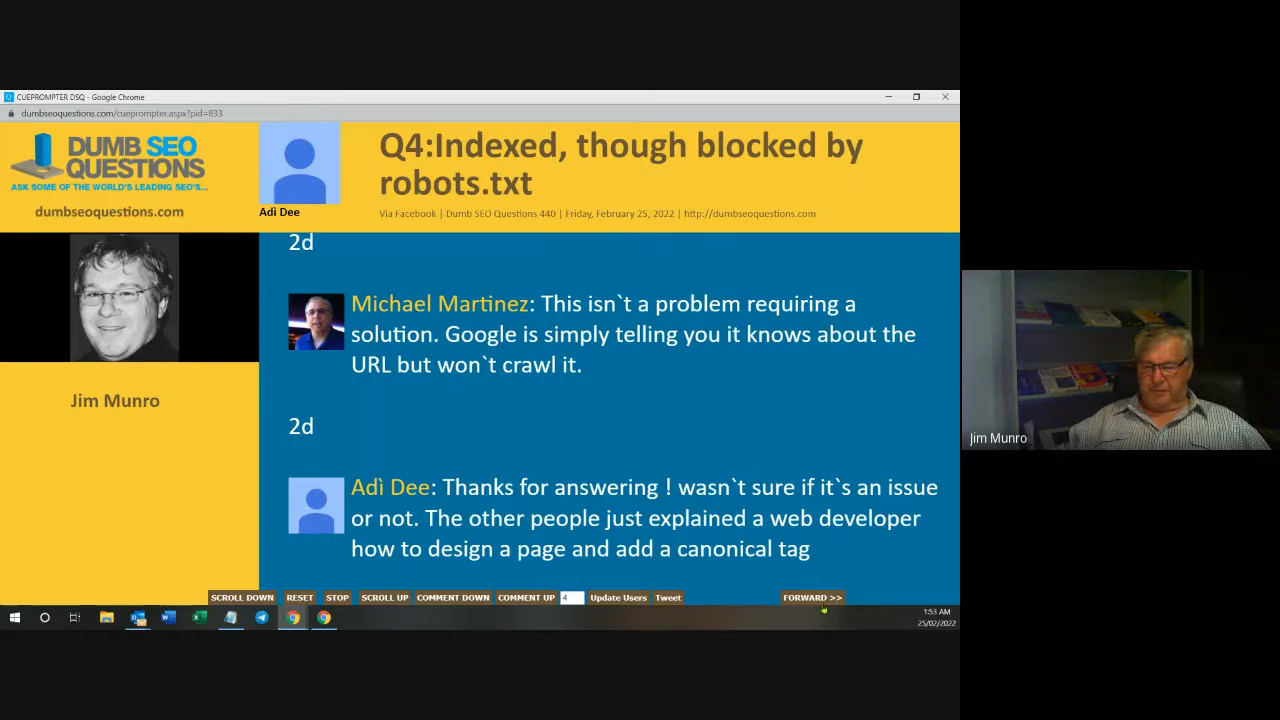 CUEPROMPTER DSQ - Google Chrome
dumbseoquestions.com/cueprompter.aspx?pid=833
DUMB SEO
QUESTIONS
ASK SOME OF THE WORLD'S LEADING SEO'S...
dumbseoquestions.com
Adì Dee
Q4:Indexed, though blocked by
robots.txt
Via Facebook | Dumb SEO Questions 440 | Friday, February 25, 2022 | http://dumbseoquestions.com
Jim Munro
2d
Michael Martinez: This isn`t a problem requiring a
solution. Google is simply telling you it knows about the
URL but won`t crawl it.
2d
Adì Dee: Thanks for answering ! wasn`t sure if it`s an issue
or not. The other people just explained a web developer
how to design a page and add a canonical tag
SCROLL DOWN RESET STOP SCROLL UP COMMENT DOWN COMMENT UP 4 Update Users Tweet FORWARD >>
1:53 AM
25/02/2022
Jim Munro